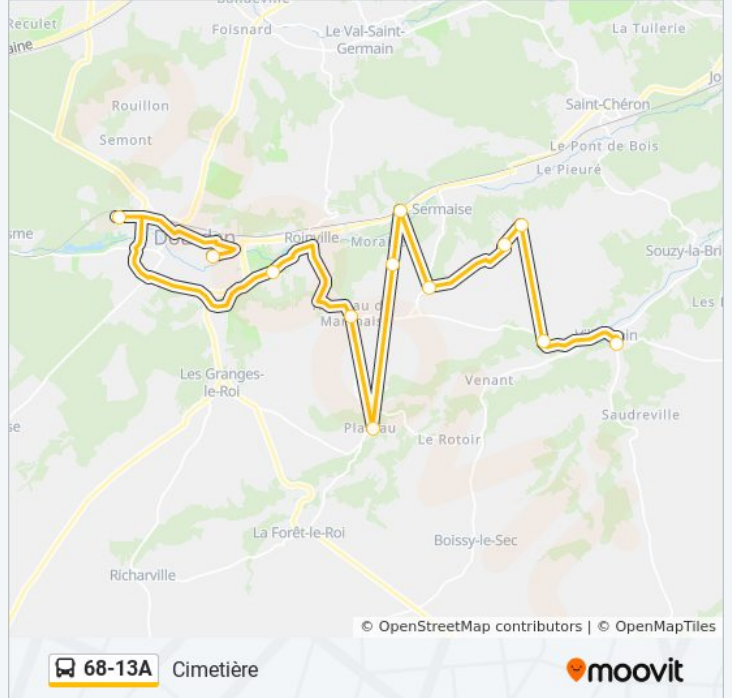 Reculet
Foisnard
Le Val-Saint-
Germain
La Tuilerie
Rouillon
Saint-Chéron
Semont
Le Pont de Bois
Le Pieuré
Sermaise
Roinville
Souzy-la-Bri
Les Granges-
le-Roi
Venant
Saudreville
Le Rotoir
La Forêt-le-Roi
Boissy-le-Sec
Richarville
© OpenStreetMap contributors | © OpenMapTiles
68-13A Cimetière
moovit